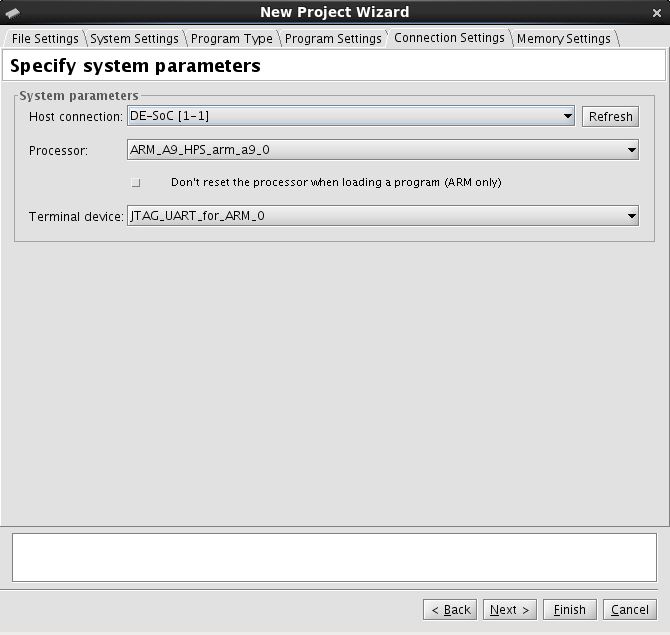 New Project Wizard
File Settings System Settings Program Type Program Settings Connection Settings Memory Settings
Specify system parameters
System parameters
Host connection: DE-SoC [1-1] Refresh
Processor: ARM_A9_HPS_arm_a9_0
Don't reset the processor when loading a program (ARM only)
Terminal device: JTAG_UART_for_ARM_0
< Back Next > Finish Cancel